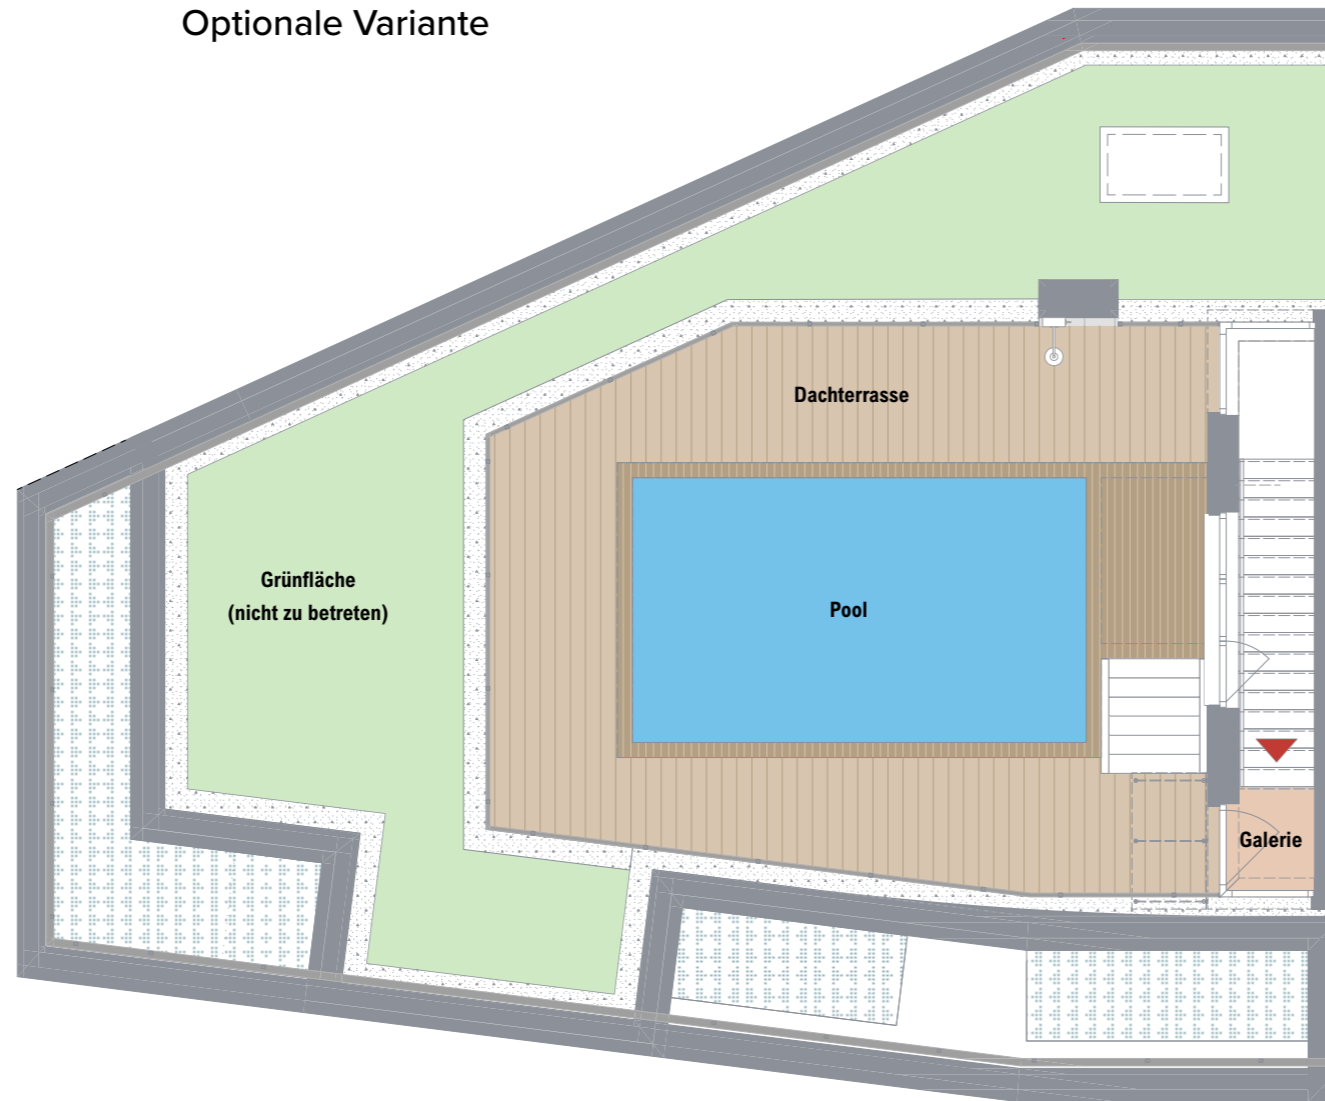 Optionale Variante
Dachterrasse
Grünfläche
(nicht zu betreten)
Pool
Galerie